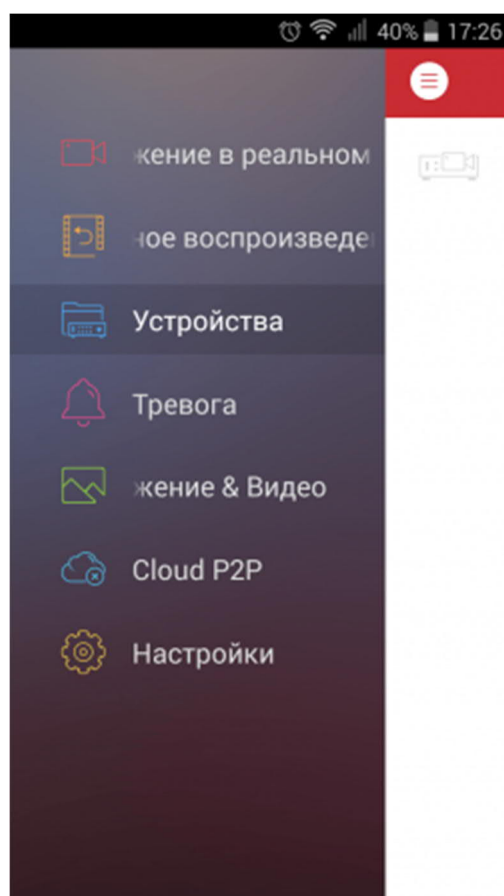 40% 17:26
жение в реальном
ное воспроизведе
Устройства
Тревога
жение & Видео
Cloud P2P
Настройки